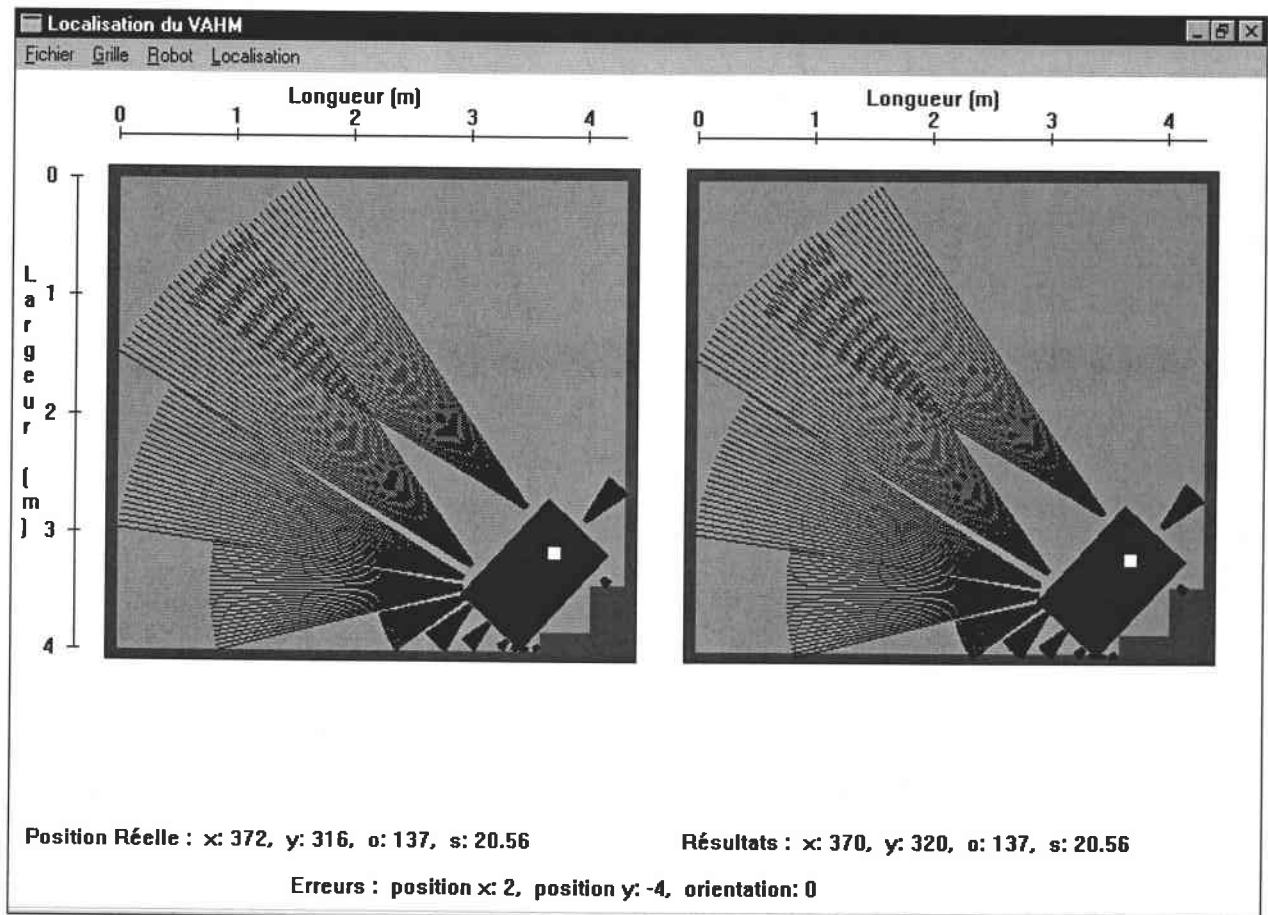 Localisation du VAHM
Fichier Grille Robot Localisation
Longueur (m)
0 1 2 3 4
Longueur (m)
0 1 2 3 4
Largeur (m)
0
1
2
3
4
Position Réelle : x: 372, y: 316, o: 137, s: 20.56
Résultats : x: 370, y: 320, o: 137, s: 20.56
Erreurs : position x: 2, position y: -4, orientation: 0